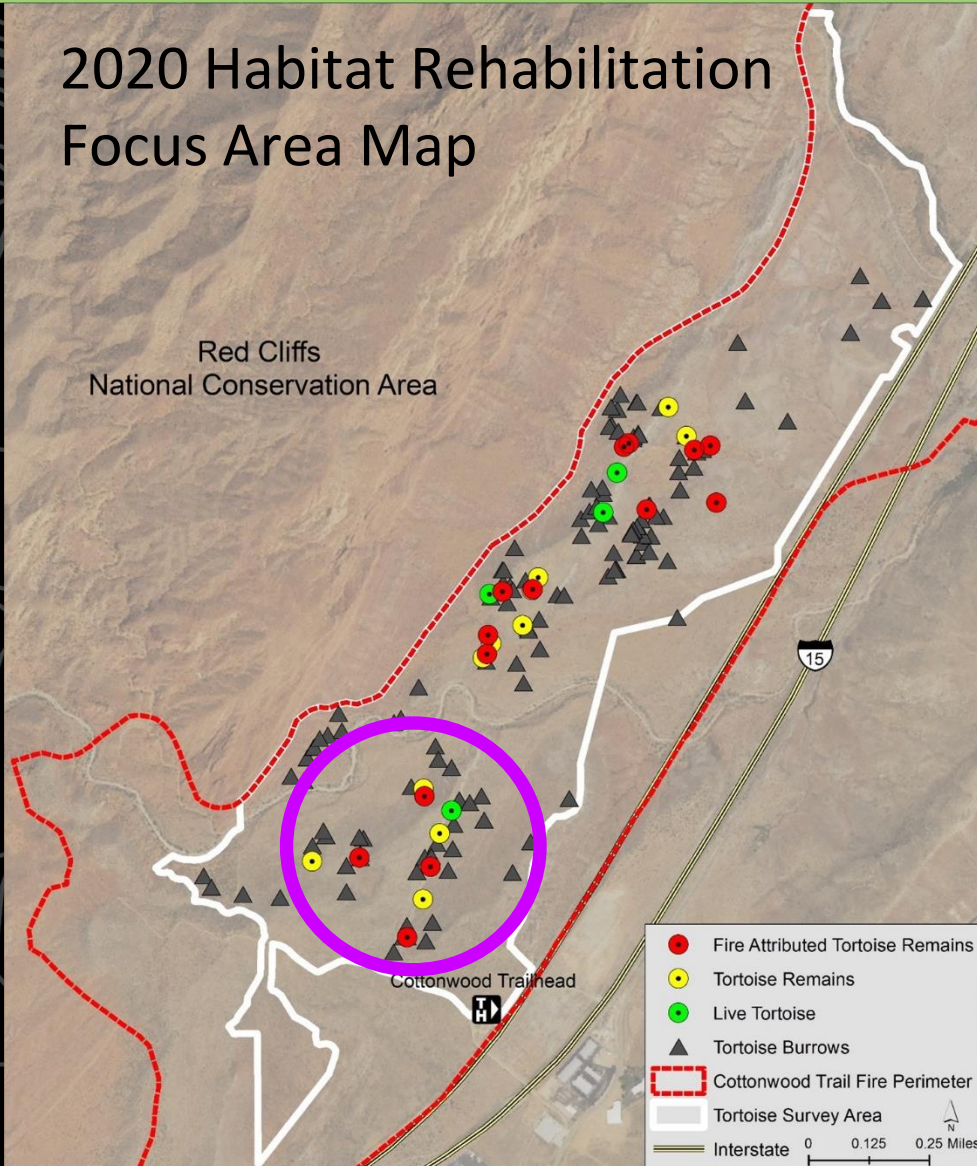 2020 Habitat Rehabilitation
Focus Area Map
Red Cliffs
National Conservation Area
15
Cottonwood Trailhead
T
H
Fire Attributed Tortoise Remains
Tortoise Remains
Live Tortoise
Tortoise Burrows
Cottonwood Trail Fire Perimeter
Tortoise Survey Area
N
Interstate
0 0.125 0.25 Miles